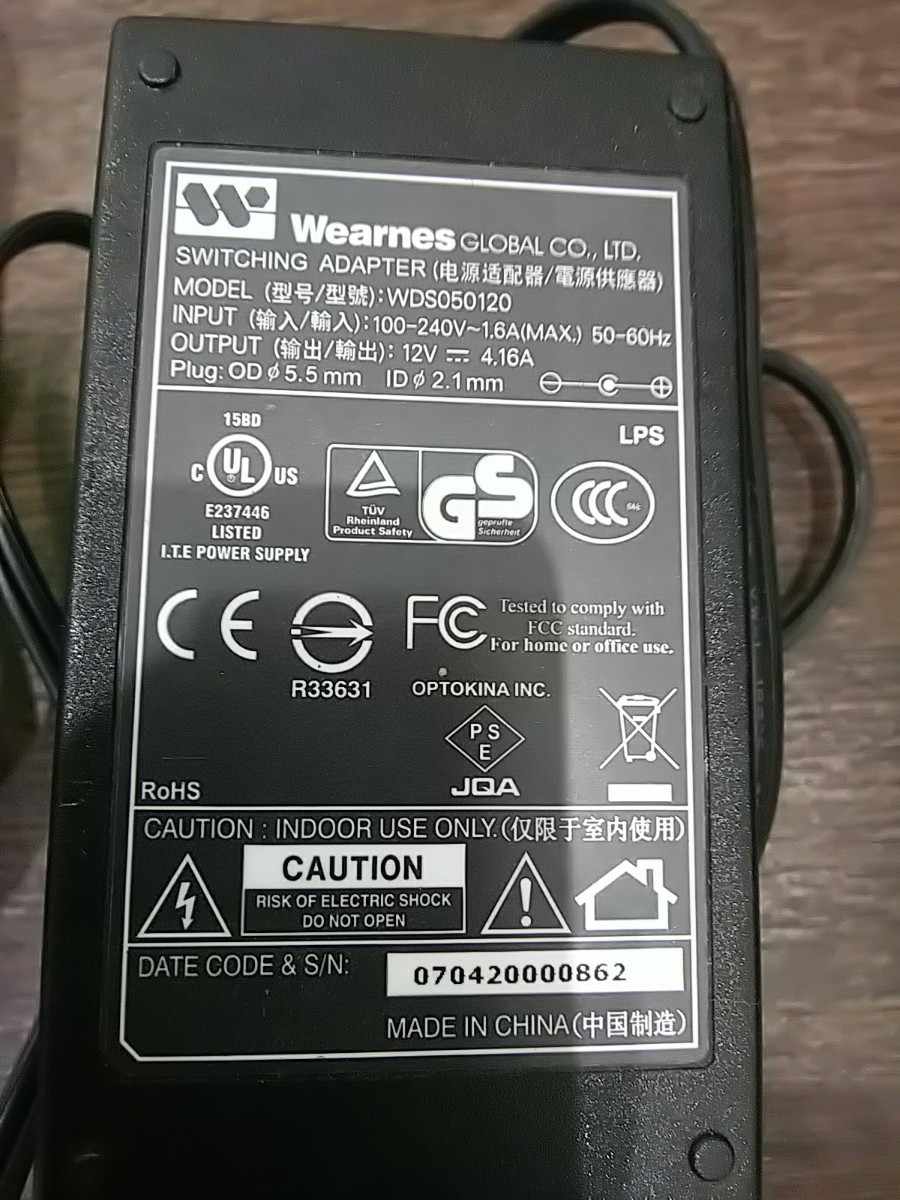 Wearnes GLOBAL CO., LTD.
SWITCHING ADAPTER (电源适配器/電源供應器)
MODEL (型号/型號): WDS050120
INPUT (输入/輸入): 100-240V~1.6A(MAX.) 50-60Hz
OUTPUT (输出/輸出): 12V ⎓ 4.16A
Plug: OD ϕ 5.5 mm ID ϕ 2.1 mm
15BD
LPS
C UL US
E237446
LISTED
I.T.E POWER SUPPLY
TÜV
Rheinland
Product Safety
GS
geprüfte
Sicherheit
CCC S&E
CE
R33631
FC
Tested to comply with
FCC standard.
For home or office use.
OPTOKINA INC.
P S
E
JQA
RoHS
CAUTION : INDOOR USE ONLY.(仅限于室内使用)
CAUTION
RISK OF ELECTRIC SHOCK
DO NOT OPEN
DATE CODE & S/N:
070420000862
MADE IN CHINA(中国制造)